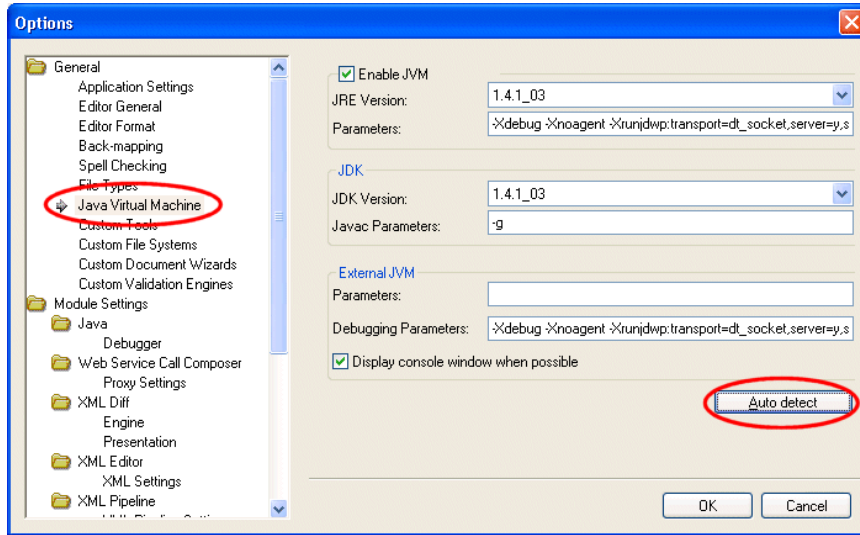 Options
General
Application Settings
Editor General
Editor Format
Back-mapping
Spell Checking
File Types
Java Virtual Machine
Custom Tools
Custom File Systems
Custom Document Wizards
Custom Validation Engines
Module Settings
Java
Debugger
Web Service Call Composer
Proxy Settings
XML Diff
Engine
Presentation
XML Editor
XML Settings
XML Pipeline
Enable JVM
JRE Version: 1.4.1_03
Parameters: -Xdebug -Xnoagent -Xrunjdwp:transport=dt_socket,server=y,s
JDK
JDK Version: 1.4.1_03
Javac Parameters: -g
External JVM
Parameters:
Debugging Parameters: -Xdebug -Xnoagent -Xrunjdwp:transport=dt_socket,server=y,s
Display console window when possible
Auto detect
OK Cancel